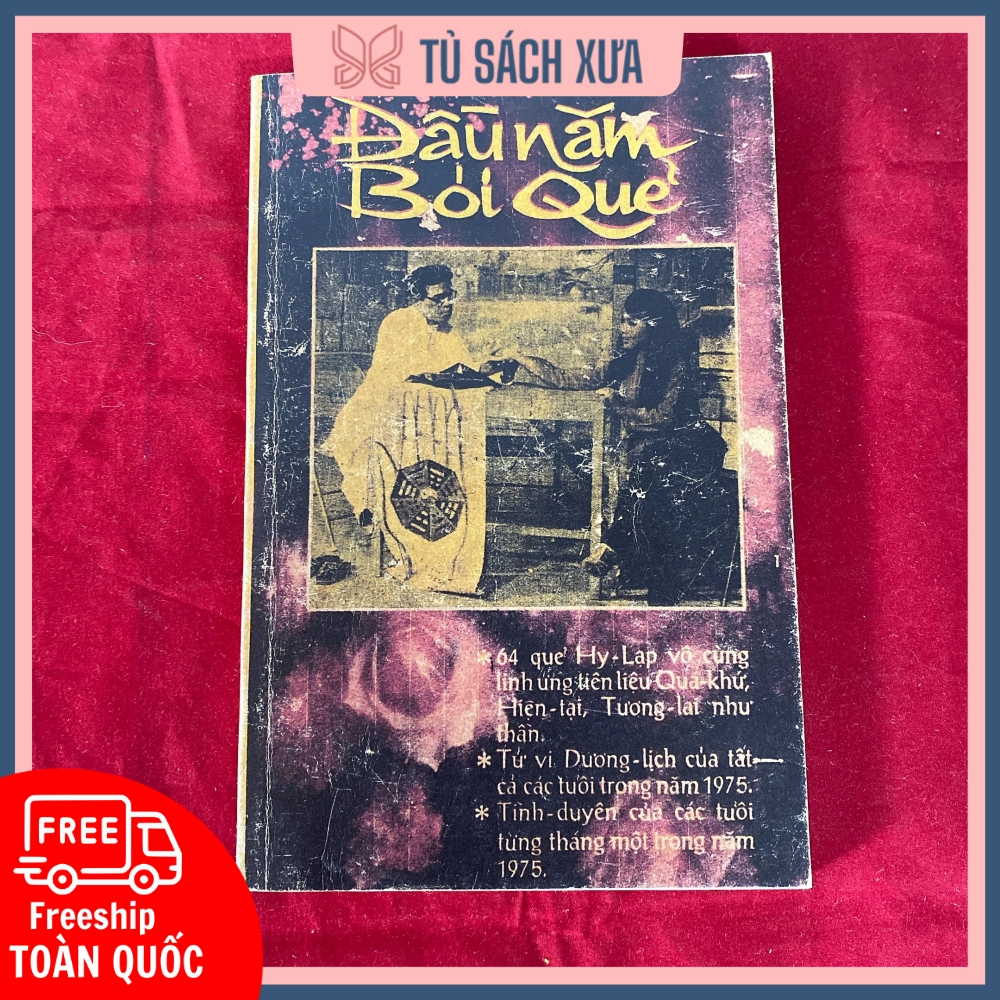 TỦ SÁCH XƯA
Đầu năm
Bói Quẻ
* 64 quẻ Hy-Lạp vô cùng
linh ứng tiên liệu Quá-khứ,
Hiện-tại, Tương-lai như
thần.
* Tử vi Dương-lịch của tất
cả các tuổi trong năm 1975.
* Tình-duyên của các tuổi
từng tháng một trong năm
1975.
FREE
Freeship
TOÀN QUỐC